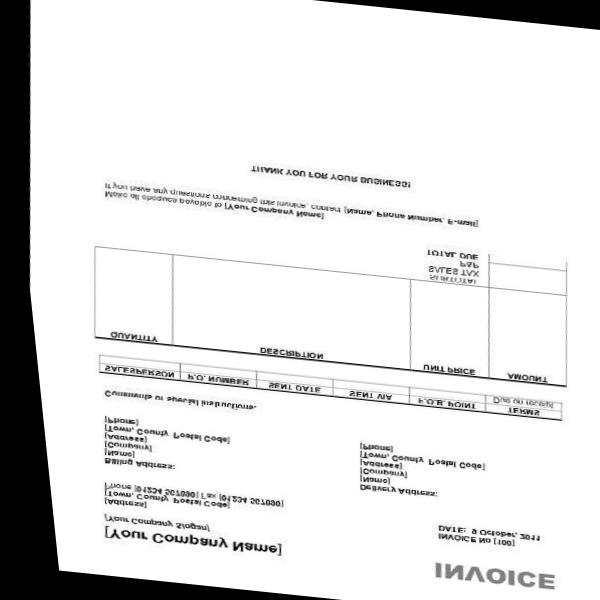 INVOICE
[Your Company Name]
[Your Company Slogan]
INVOICE No [100]
DATE: 9 October, 2011
[Address]
[Town, County Postal Code]
Phone [01234 567890] Fax [01234 567890]
Billing Address:
[Name]
[Company]
[Address]
[Town, County Postal Code]
[Phone]
Delivery Address:
[Name]
[Company]
[Address]
[Town, County Postal Code]
[Phone]
Comments or special instructions:
SALESPERSON P.O. NUMBER SENT DATE SENT VIA F.O.B. POINT TERMS
Due on receipt
QUANTITY DESCRIPTION UNIT PRICE AMOUNT
SUBTOTAL
SALES TAX
P&P
TOTAL DUE
Make all cheques payable to [Your Company Name]
If you have any questions concerning this invoice, contact [Name, Phone Number, E-mail]
THANK YOU FOR YOUR BUSINESS!